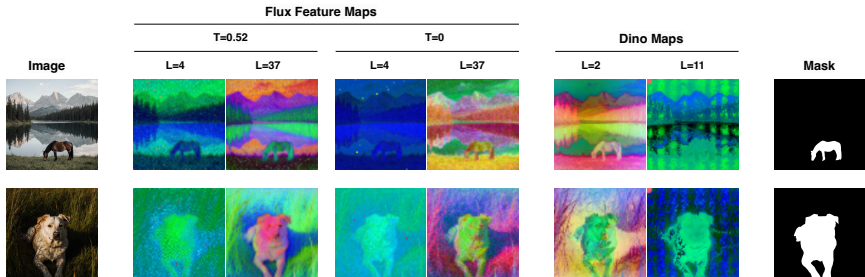 Flux Feature Maps
T=0.52 T=0 Dino Maps
Image L=4 L=37 L=4 L=37 L=2 L=11 Mask